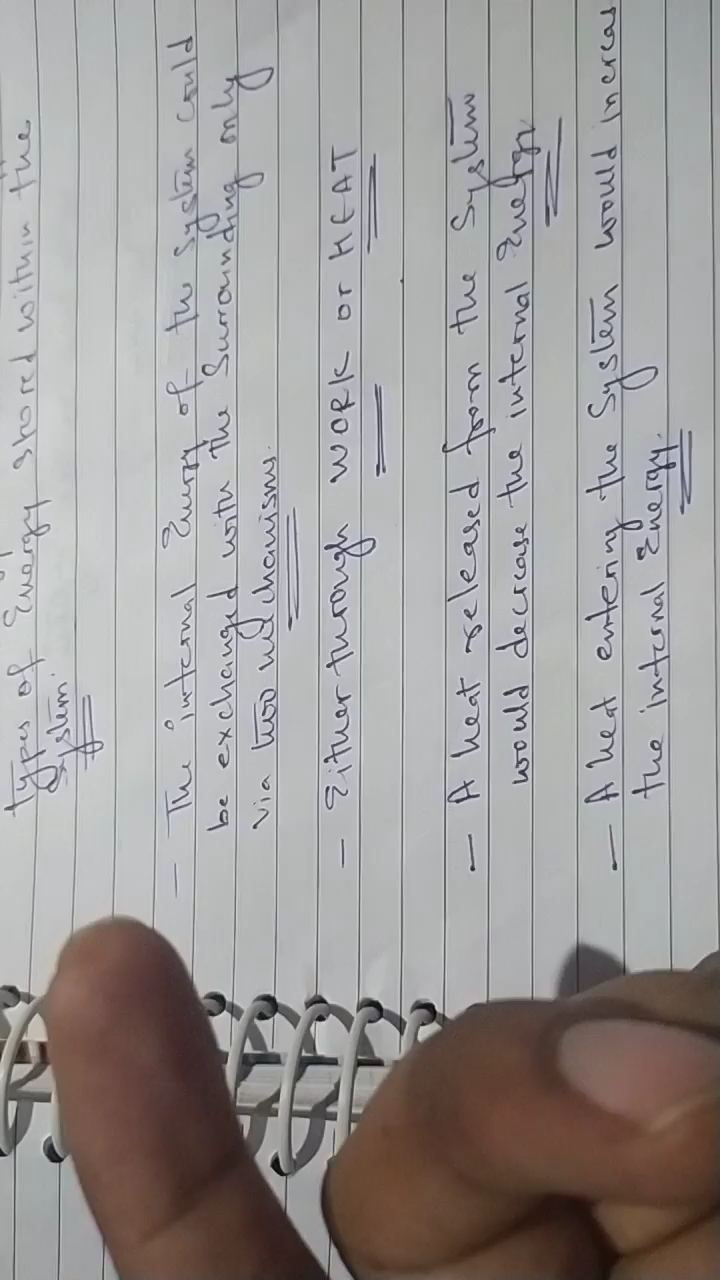 types of Energy stored within the
System.
- The internal Energy of the System could
be exchanged with the Surrounding only
via two mechanisms.
- Either through WORK or HEAT
- A heat released from the System
would decrease the internal Energy
- A heat entering the System would increas
the internal Energy.